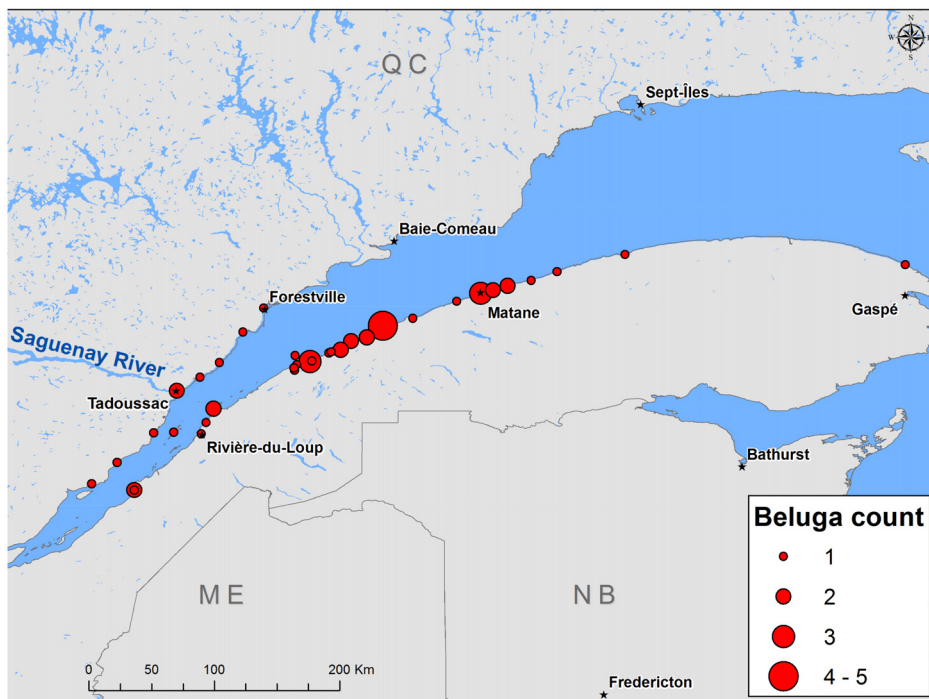 N
W
E
S
QC
Sept-Îles
Baie-Comeau
Forestville
Matane
Gaspé
Saguenay River
Tadoussac
Rivière-du-Loup
Bathurst
ME
NB
Fredericton
0 50 100 200 Km
Beluga count
1
2
3
4 - 5